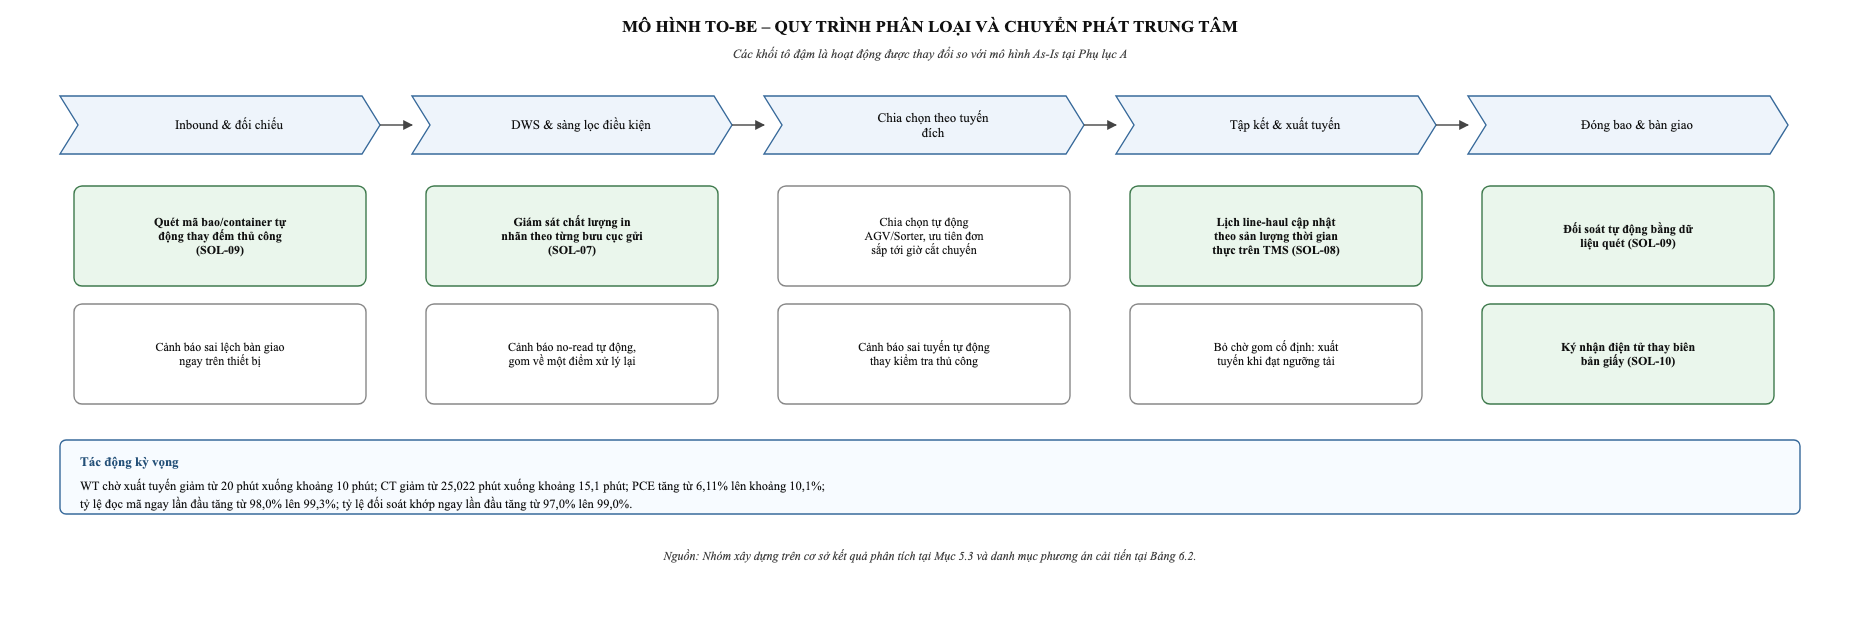 MÔ HÌNH TO-BE – QUY TRÌNH PHÂN LOẠI VÀ CHUYỂN PHÁT TRUNG TÂM
Các khối tô đậm là hoạt động được thay đổi so với mô hình As-Is tại Phụ lục A
Inbound & đối chiếu
DWS & sàng lọc điều kiện
Chia chọn theo tuyến
đích
Tập kết & xuất tuyến
Đóng bao & bàn giao
Quét mã bao/container tự
động thay đếm thủ công
(SOL-09)
Giám sát chất lượng in
nhãn theo từng bưu cục gửi
(SOL-07)
Chia chọn tự động
AGV/Sorter, ưu tiên đơn
sắp tới giờ cắt chuyến
Lịch line-haul cập nhật
theo sản lượng thời gian
thực trên TMS (SOL-08)
Đối soát tự động bằng dữ
liệu quét (SOL-09)
Cảnh báo sai lệch bàn giao
ngay trên thiết bị
Cảnh báo no-read tự động,
gom về một điểm xử lý lại
Cảnh báo sai tuyến tự động
thay kiểm tra thủ công
Bỏ chờ gom cố định: xuất
tuyến khi đạt ngưỡng tải
Ký nhận điện tử thay biên
bản giấy (SOL-10)
Tác động kỳ vọng
WT chờ xuất tuyến giảm từ 20 phút xuống khoảng 10 phút; CT giảm từ 25,022 phút xuống khoảng 15,1 phút; PCE tăng từ 6,11% lên khoảng 10,1%;
tỷ lệ đọc mã ngay lần đầu tăng từ 98,0% lên 99,3%; tỷ lệ đối soát khớp ngay lần đầu tăng từ 97,0% lên 99,0%.
Nguồn: Nhóm xây dựng trên cơ sở kết quả phân tích tại Mục 5.3 và danh mục phương án cải tiến tại Bảng 6.2.